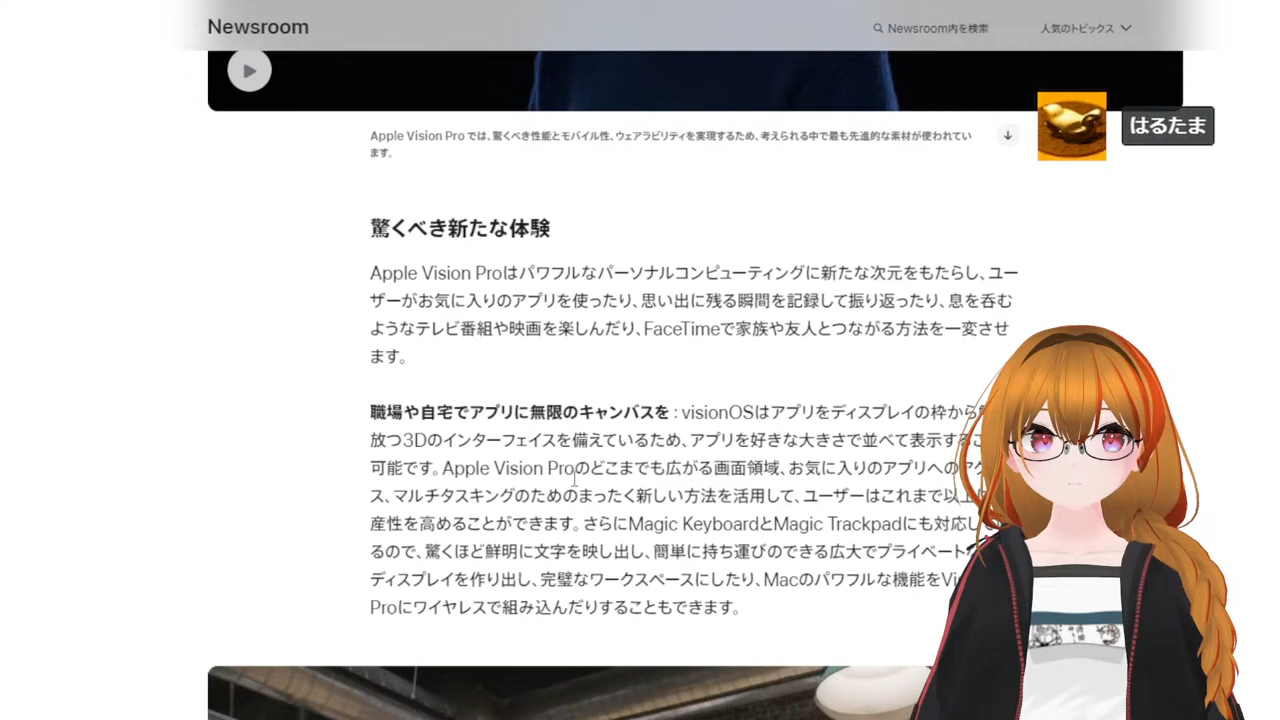 Newsroom
Newsroom内を検索
人気のトピックス
Apple Vision Pro では、驚くべき性能とモバイル性、ウェアラビリティを実現するため、考えられる中で最も先進的な素材が使われてい
ます。
はるたま
驚くべき新たな体験
Apple Vision Proはパワフルなパーソナルコンピューティングに新たな次元をもたらし、ユー
ザーがお気に入りのアプリを使ったり、思い出に残る瞬間を記録して振り返ったり、息を呑む
ようなテレビ番組や映画を楽しんだり、FaceTimeで家族や友人とつながる方法を一変させ
ます。
職場や自宅でアプリに無限のキャンバスを：visionOSはアプリをディスプレイの枠から
放つ3Dのインターフェイスを備えているため、アプリを好きな大きさで並べて表示する
可能です。Apple Vision Proのどこまでも広がる画面領域、お気に入りのアプリへのア
ス、マルチタスキングのためのまったく新しい方法を活用して、ユーザーはこれまで以上
産性を高めることができます。さらにMagic KeyboardとMagic Trackpadにも対応し
るので、驚くほど鮮明に文字を映し出し、簡単に持ち運びのできる広大でプライベート
ディスプレイを作り出し、完璧なワークスペースにしたり、Macのパワフルな機能をVi
Proにワイヤレスで組み込んだりすることもできます。